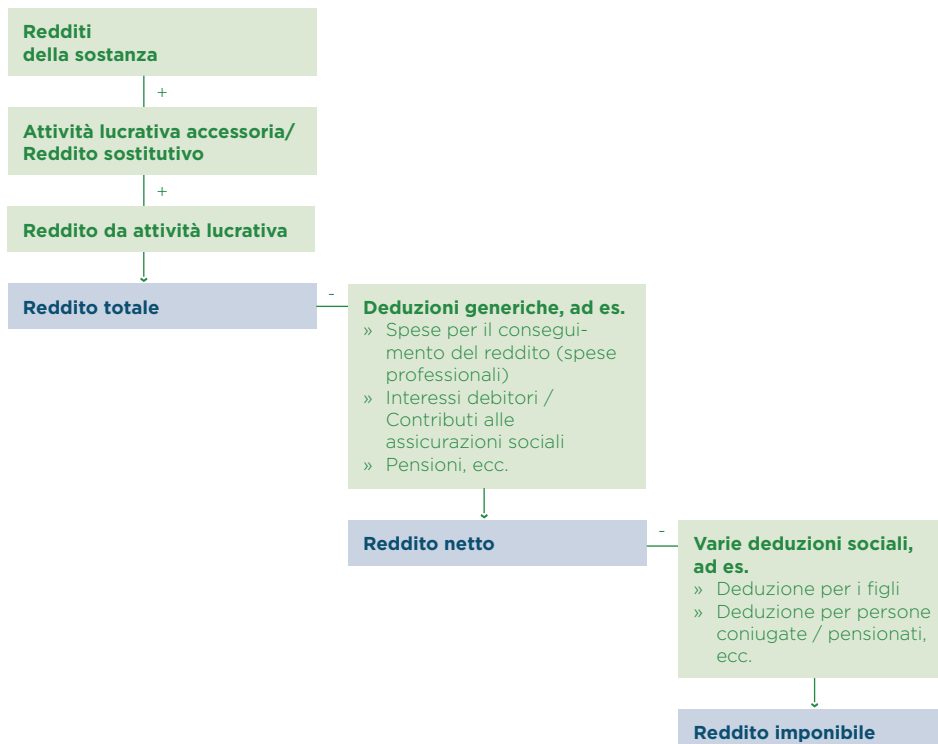 Redditi
della sostanza
+
Attività lucrativa accessoria/
Reddito sostitutivo
+
Reddito da attività lucrativa
Reddito totale
-
Deduzioni generiche, ad es.
» Spese per il consegui-
mento del reddito (spese
professionali)
» Interessi debitori /
Contributi alle
assicurazioni sociali
» Pensioni, ecc.
Reddito netto
-
Varie deduzioni sociali,
ad es.
» Deduzione per i figli
» Deduzione per persone
coniugate / pensionati,
ecc.
Reddito imponibile